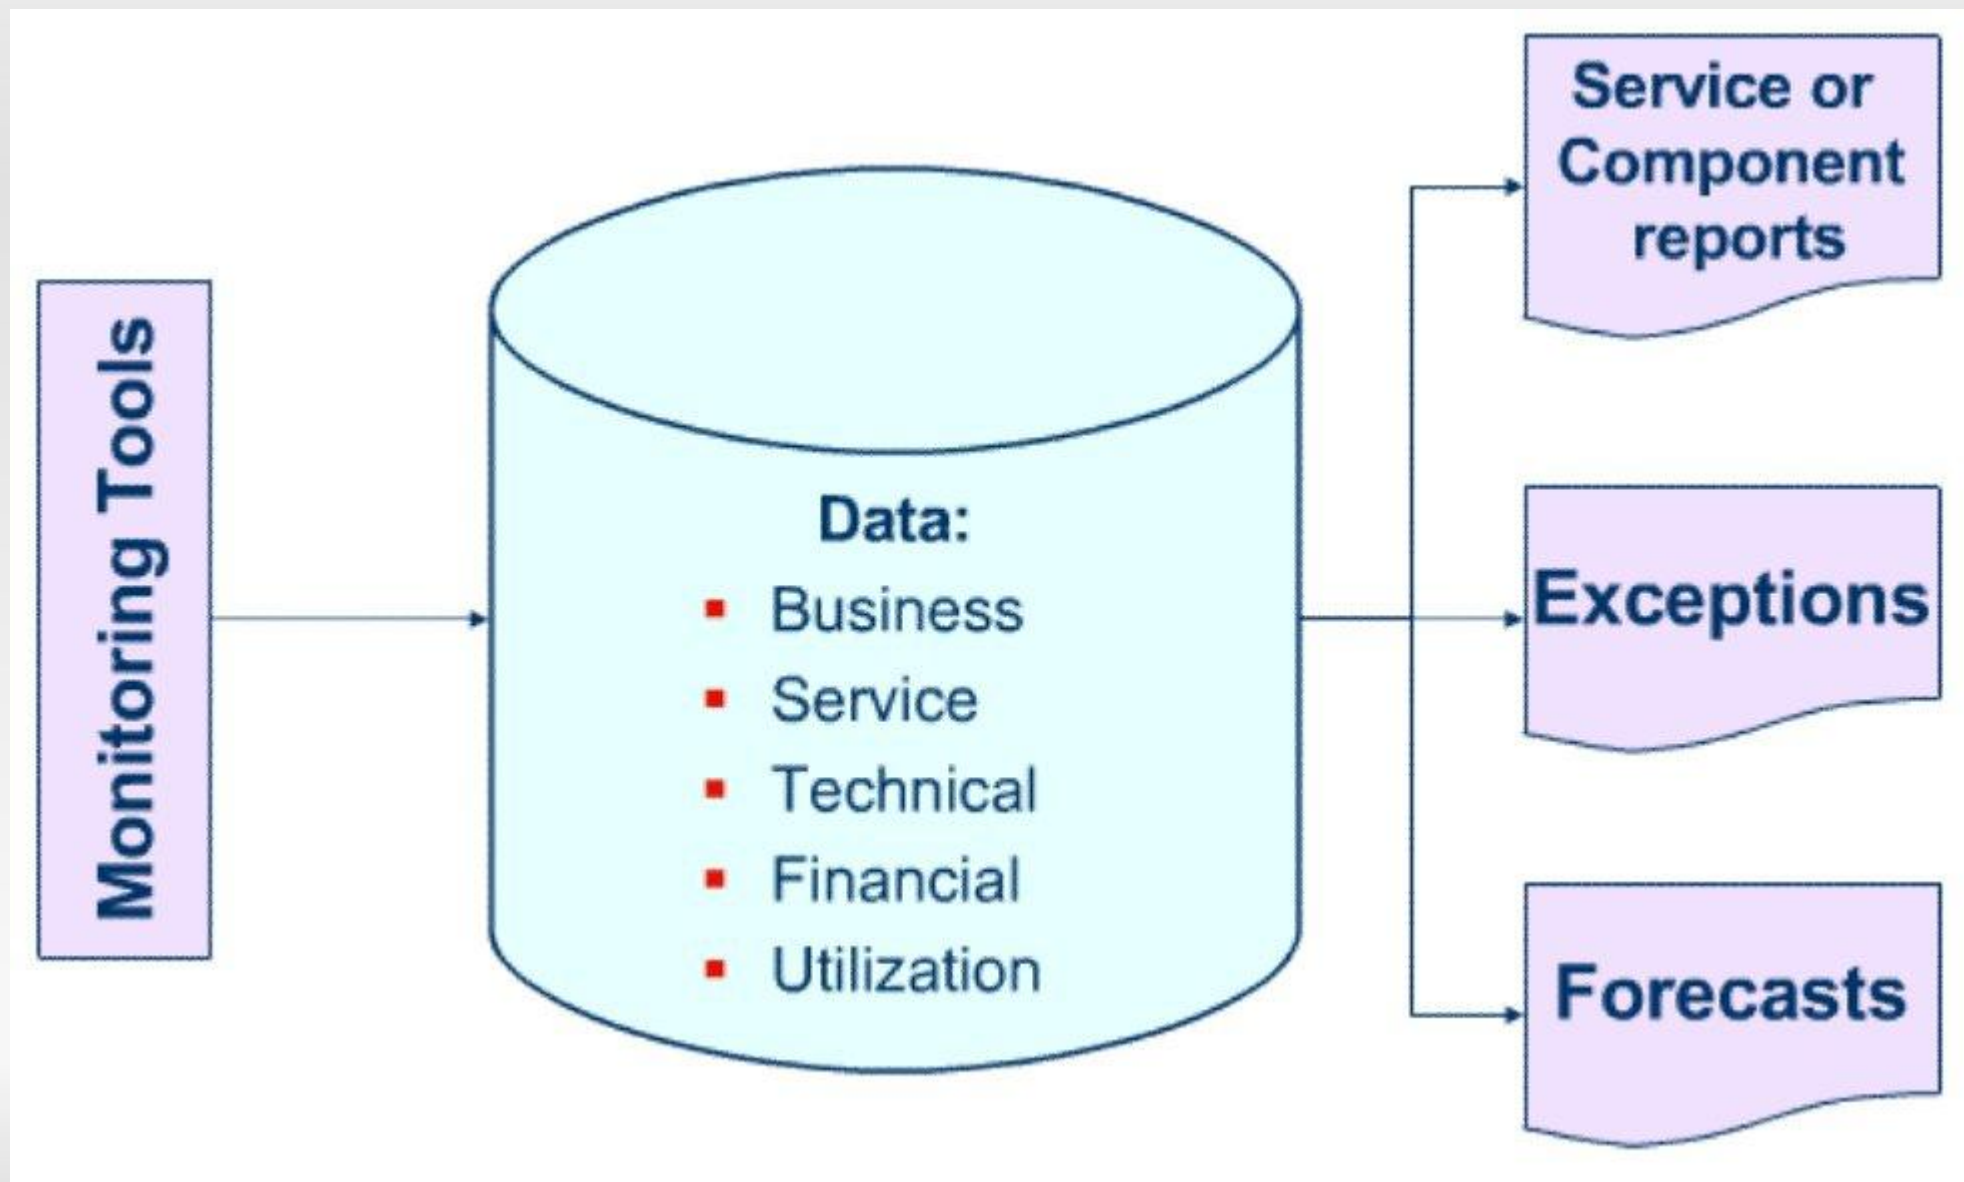 Monitoring Tools
Data:
Business
Service
Technical
Financial
Utilization
Service or
Component
reports
Exceptions
Forecasts